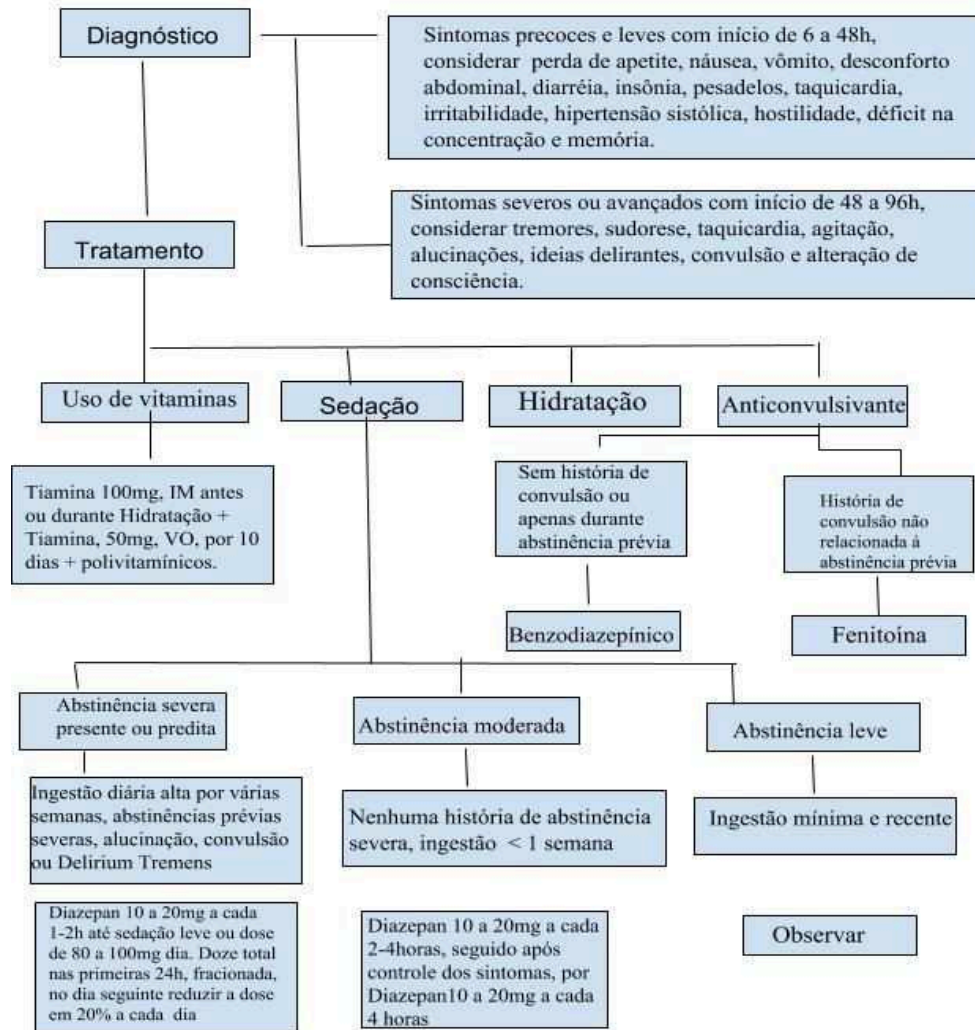 Diagnóstico
Sintomas precoces e leves com início de 6 a 48h,
considerar perda de apetite, náusea, vômito, desconforto
abdominal, diarréia, insônia, pesadelos, taquicardia,
irritabilidade, hipertensão sistólica, hostilidade, déficit na
concentração e memória.
Sintomas severos ou avançados com início de 48 a 96h,
considerar tremores, sudorese, taquicardia, agitação,
alucinações, ideias delirantes, convulsão e alteração de
consciência.
Tratamento
Uso de vitaminas
Sedação
Hidratação
Anticonvulsivante
Tiamina 100mg, IM antes
ou durante Hidratação +
Tiamina, 50mg, VO, por 10
dias + polivitamínicos.
Sem história de
convulsão ou
apenas durante
abstinência prévia
História de
convulsão não
relacionada à
abstinência prévia
Benzodiazepínico
Fenitoína
Abstinência severa
presente ou predita
Abstinência moderada
Abstinência leve
Ingestão diária alta por várias
semanas, abstinências prévias
severas, alucinação, convulsão
ou Delirium Tremens
Nenhuma história de abstinência
severa, ingestão < 1 semana
Ingestão mínima e recente
Diazepan 10 a 20mg a cada
1-2h até sedação leve ou dose
de 80 a 100mg dia. Doze total
nas primeiras 24h, fracionada,
no dia seguinte reduzir a dose
em 20% a cada dia
Diazepan 10 a 20mg a cada
2-4horas, seguido após
controle dos sintomas, por
Diazepan10 a 20mg a cada
4 horas
Observar